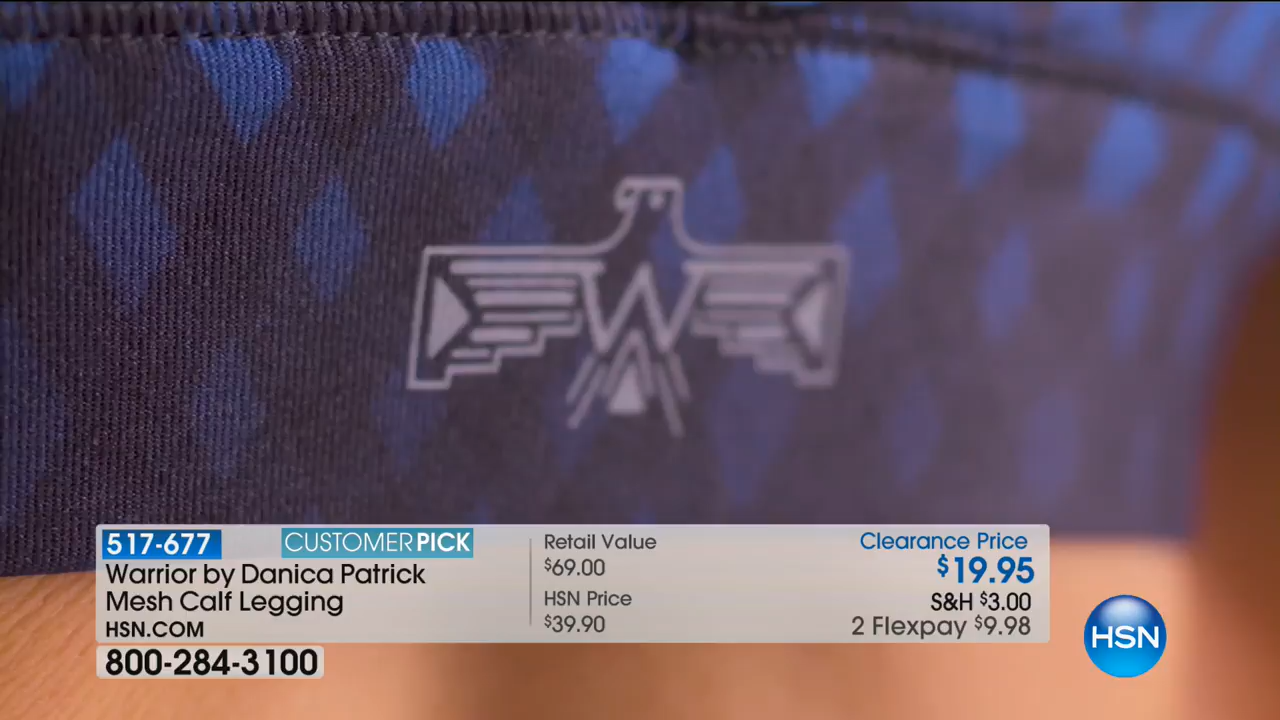 517-677
CUSTOMERPICK
Warrior by Danica Patrick
Mesh Calf Legging
HSN.COM
800-284-3100
Retail Value
$69.00
HSN Price
$39.90
Clearance Price
$19.95
S&H $3.00
2 Flexpay $9.98
HSN
W